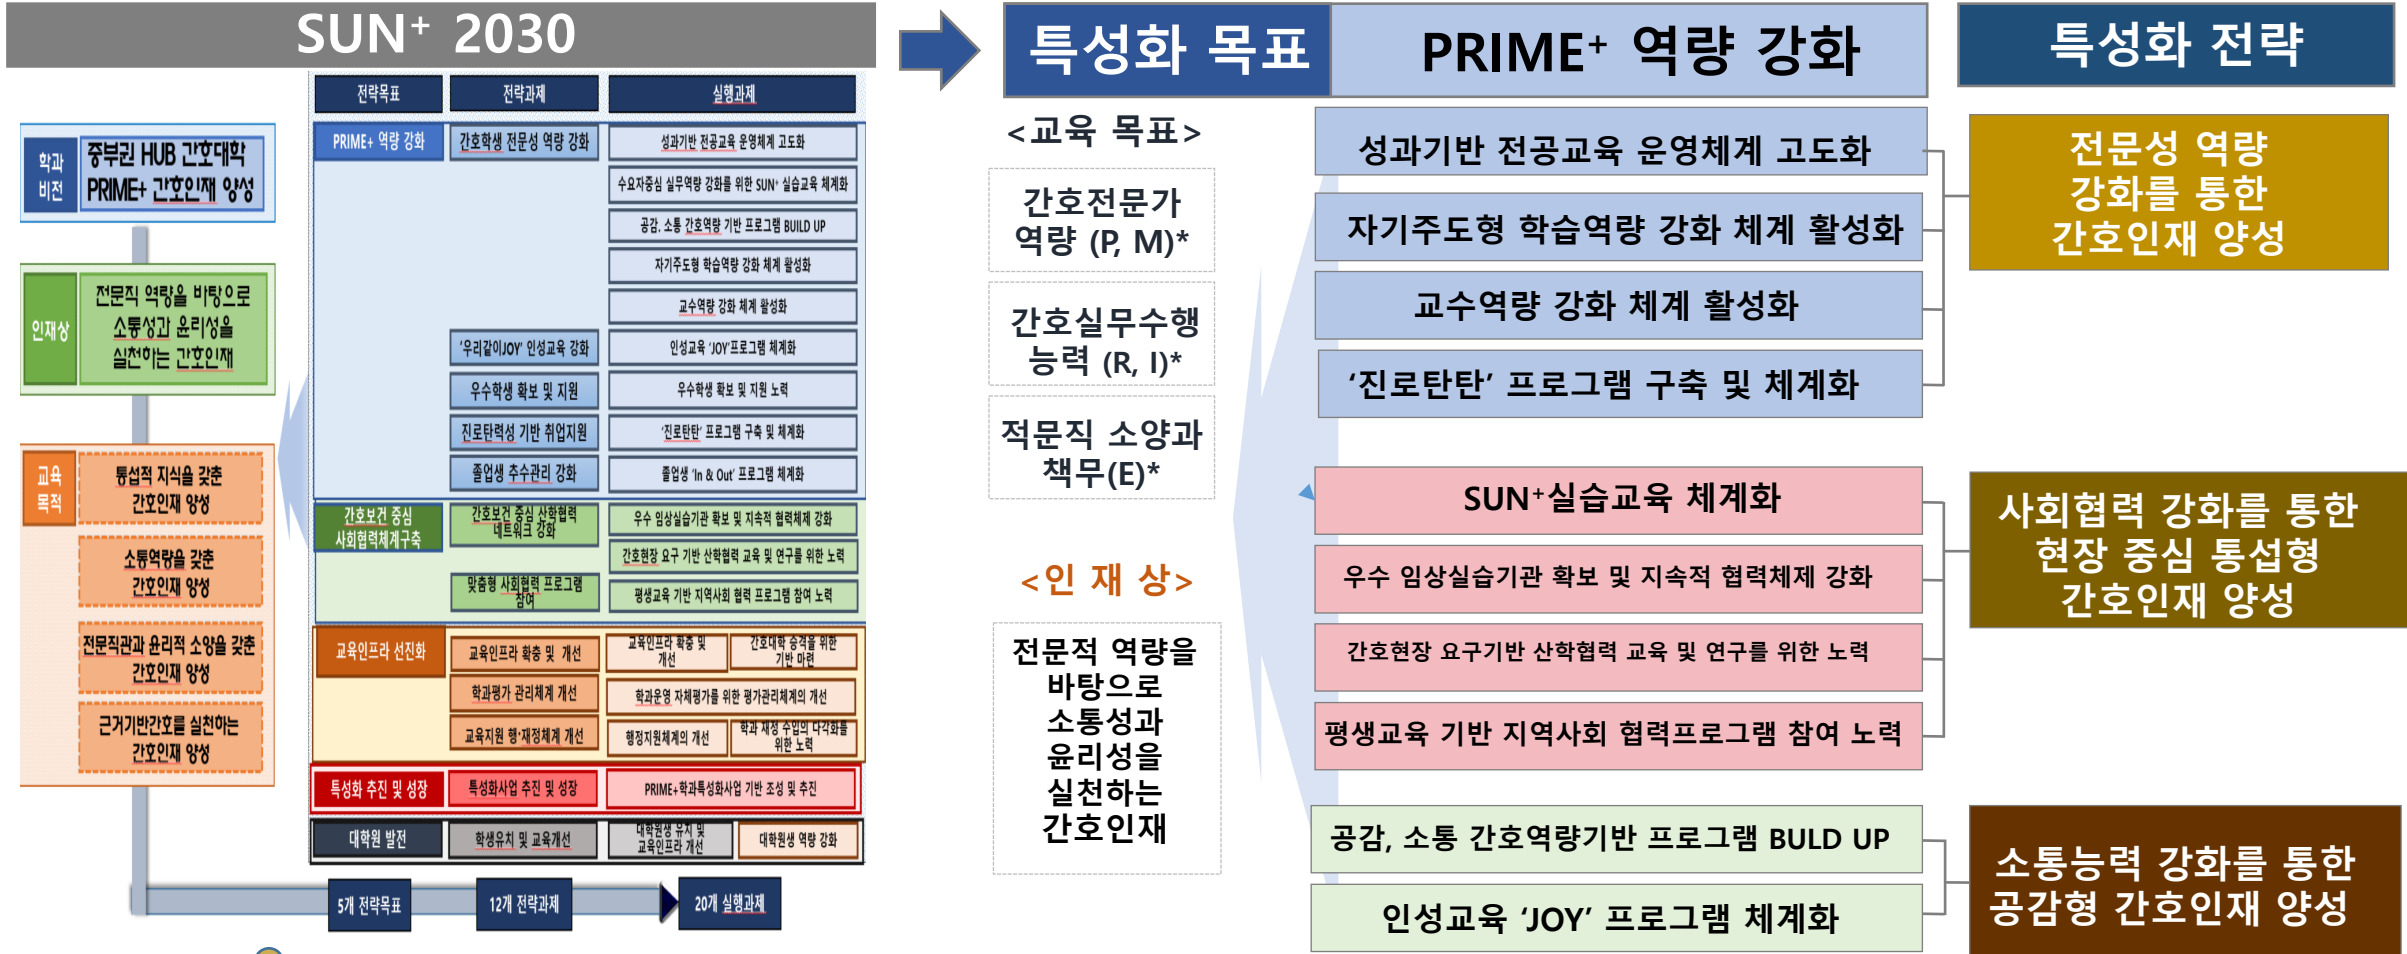 SUN⁺ 2030
전략목표
전략과제
실행과제
학과
비전
중부권 HUB 간호대학
PRIME+ 간호인재 양성
인재상
전문직 역량을 바탕으로
소통성과 윤리성을
실천하는 간호인재
교육
목적
통섭적 지식을 갖춘
간호인재 양성
소통역량을 갖춘
간호인재 양성
전문직관과 윤리적 소양을 갖춘
간호인재 양성
근거기반간호를 실천하는
간호인재 양성
PRIME+ 역량 강화
간호학생 전문성 역량 강화
성과기반 전공교육 운영체계 고도화
수요자중심 실무역량 강화를 위한 SUN⁺ 실습교육 체계화
공감, 소통 간호역량 기반 프로그램 BUILD UP
자기주도형 학습역량 강화 체계 활성화
교수역량 강화 체계 활성화
‘우리같이JOY’ 인성교육 강화
인성교육 ‘JOY’프로그램 체계화
우수학생 확보 및 지원
우수학생 확보 및 지원 노력
진로탄력성 기반 취업지원
‘진로탄탄’ 프로그램 구축 및 체계화
졸업생 추수관리 강화
졸업생 ‘In & Out’ 프로그램 체계화
간호보건 중심
사회협력체계구축
간호보건 중심 산학협력
네트워크 강화
우수 임상실습기관 확보 및 지속적 협력체제 강화
간호현장 요구 기반 산학협력 교육 및 연구를 위한 노력
맞춤형 사회협력 프로그램
참여
평생교육 기반 지역사회 협력 프로그램 참여 노력
교육인프라 선진화
교육인프라 확충 및 개선
교육인프라 확충 및
개선
간호대학 승격을 위한
기반 마련
학과평가 관리체계 개선
학과운영 자체평가를 위한 평가관리체계의 개선
교육지원 행·재정체계 개선
행정지원체계의 개선
학과 재정 수입의 다각화를
위한 노력
특성화 추진 및 성장
특성화사업 추진 및 성장
PRIME+학과특성화사업 기반 조성 및 추진
대학원 발전
학생유치 및 교육개선
대학원생 유치 및
교육인프라 개선
대학원생 역량 강화
5개 전략목표
12개 전략과제
20개 실행과제
특성화 목표
PRIME⁺ 역량 강화
특성화 전략
<교육 목표>
간호전문가
역량 (P, M)*
간호실무수행
능력 (R, I)*
적문직 소양과
책무(E)*
<인 재 상>
전문적 역량을
바탕으로
소통성과
윤리성을
실천하는
간호인재
성과기반 전공교육 운영체계 고도화
자기주도형 학습역량 강화 체계 활성화
교수역량 강화 체계 활성화
‘진로탄탄’ 프로그램 구축 및 체계화
전문성 역량
강화를 통한
간호인재 양성
SUN⁺실습교육 체계화
우수 임상실습기관 확보 및 지속적 협력체제 강화
간호현장 요구기반 산학협력 교육 및 연구를 위한 노력
평생교육 기반 지역사회 협력프로그램 참여 노력
사회협력 강화를 통한
현장 중심 통섭형
간호인재 양성
공감, 소통 간호역량기반 프로그램 BULD UP
인성교육 ‘JOY’ 프로그램 체계화
소통능력 강화를 통한
공감형 간호인재 양성